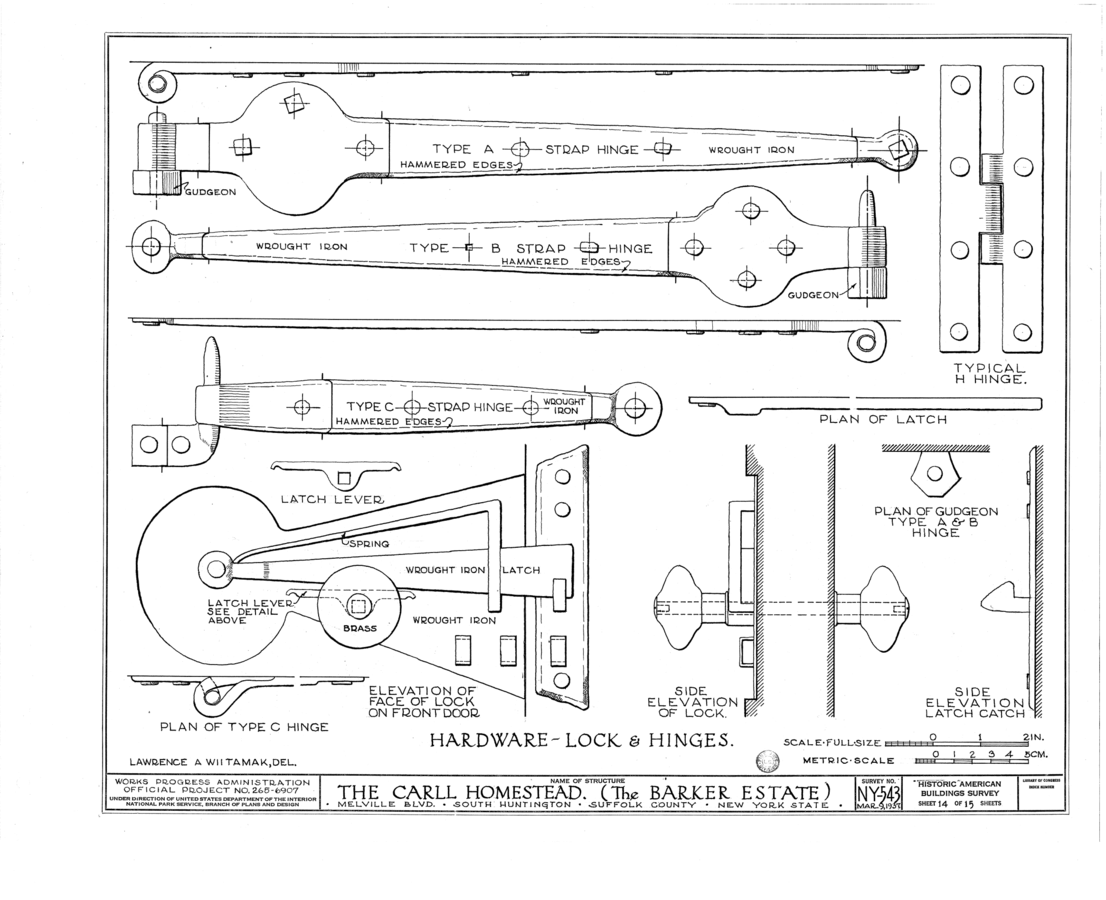 TYPE A STRAP HINGE WROUGHT IRON
HAMMERED EDGES
GUDGEON
WROUGHT IRON TYPE B STRAP HINGE
HAMMERED EDGES
GUDGEON
TYPICAL
H HINGE.
TYPE C STRAP HINGE WROUGHT
IRON
HAMMERED EDGES
PLAN OF LATCH
LATCH LEVER
PLAN OF GUDGEON
TYPE A & B
HINGE
SPRING
WROUGHT IRON LATCH
LATCH LEVER
SEE DETAIL
ABOVE
BRASS
WROUGHT IRON
ELEVATION OF
FACE OF LOCK
ON FRONT DOOR
SIDE
ELEVATION
OF LOCK.
SIDE
ELEVATION
LATCH CATCH
PLAN OF TYPE C HINGE
HARDWARE - LOCK & HINGES.
SCALE·FULL·SIZE 0 1 2 IN.
METRIC·SCALE 0 1 2 3 4 5CM.
LAWRENCE A WIITAMAK, DEL.
WORKS PROGRESS ADMINISTRATION
OFFICIAL PROJECT NO. 265-6907
UNDER DIRECTION OF UNITED STATES DEPARTMENT OF THE INTERIOR
NATIONAL PARK SERVICE, BRANCH OF PLANS AND DESIGN
NAME OF STRUCTURE
THE CARLL HOMESTEAD. (The BARKER ESTATE)
· MELVILLE BLVD. · SOUTH HUNTINGTON · SUFFOLK COUNTY · NEW YORK STATE ·
SURVEY NO.
NY-543
HISTORIC AMERICAN
BUILDINGS SURVEY
SHEET 14 OF 15 SHEETS
LIBRARY OF CONGRESS
INDEX NUMBER